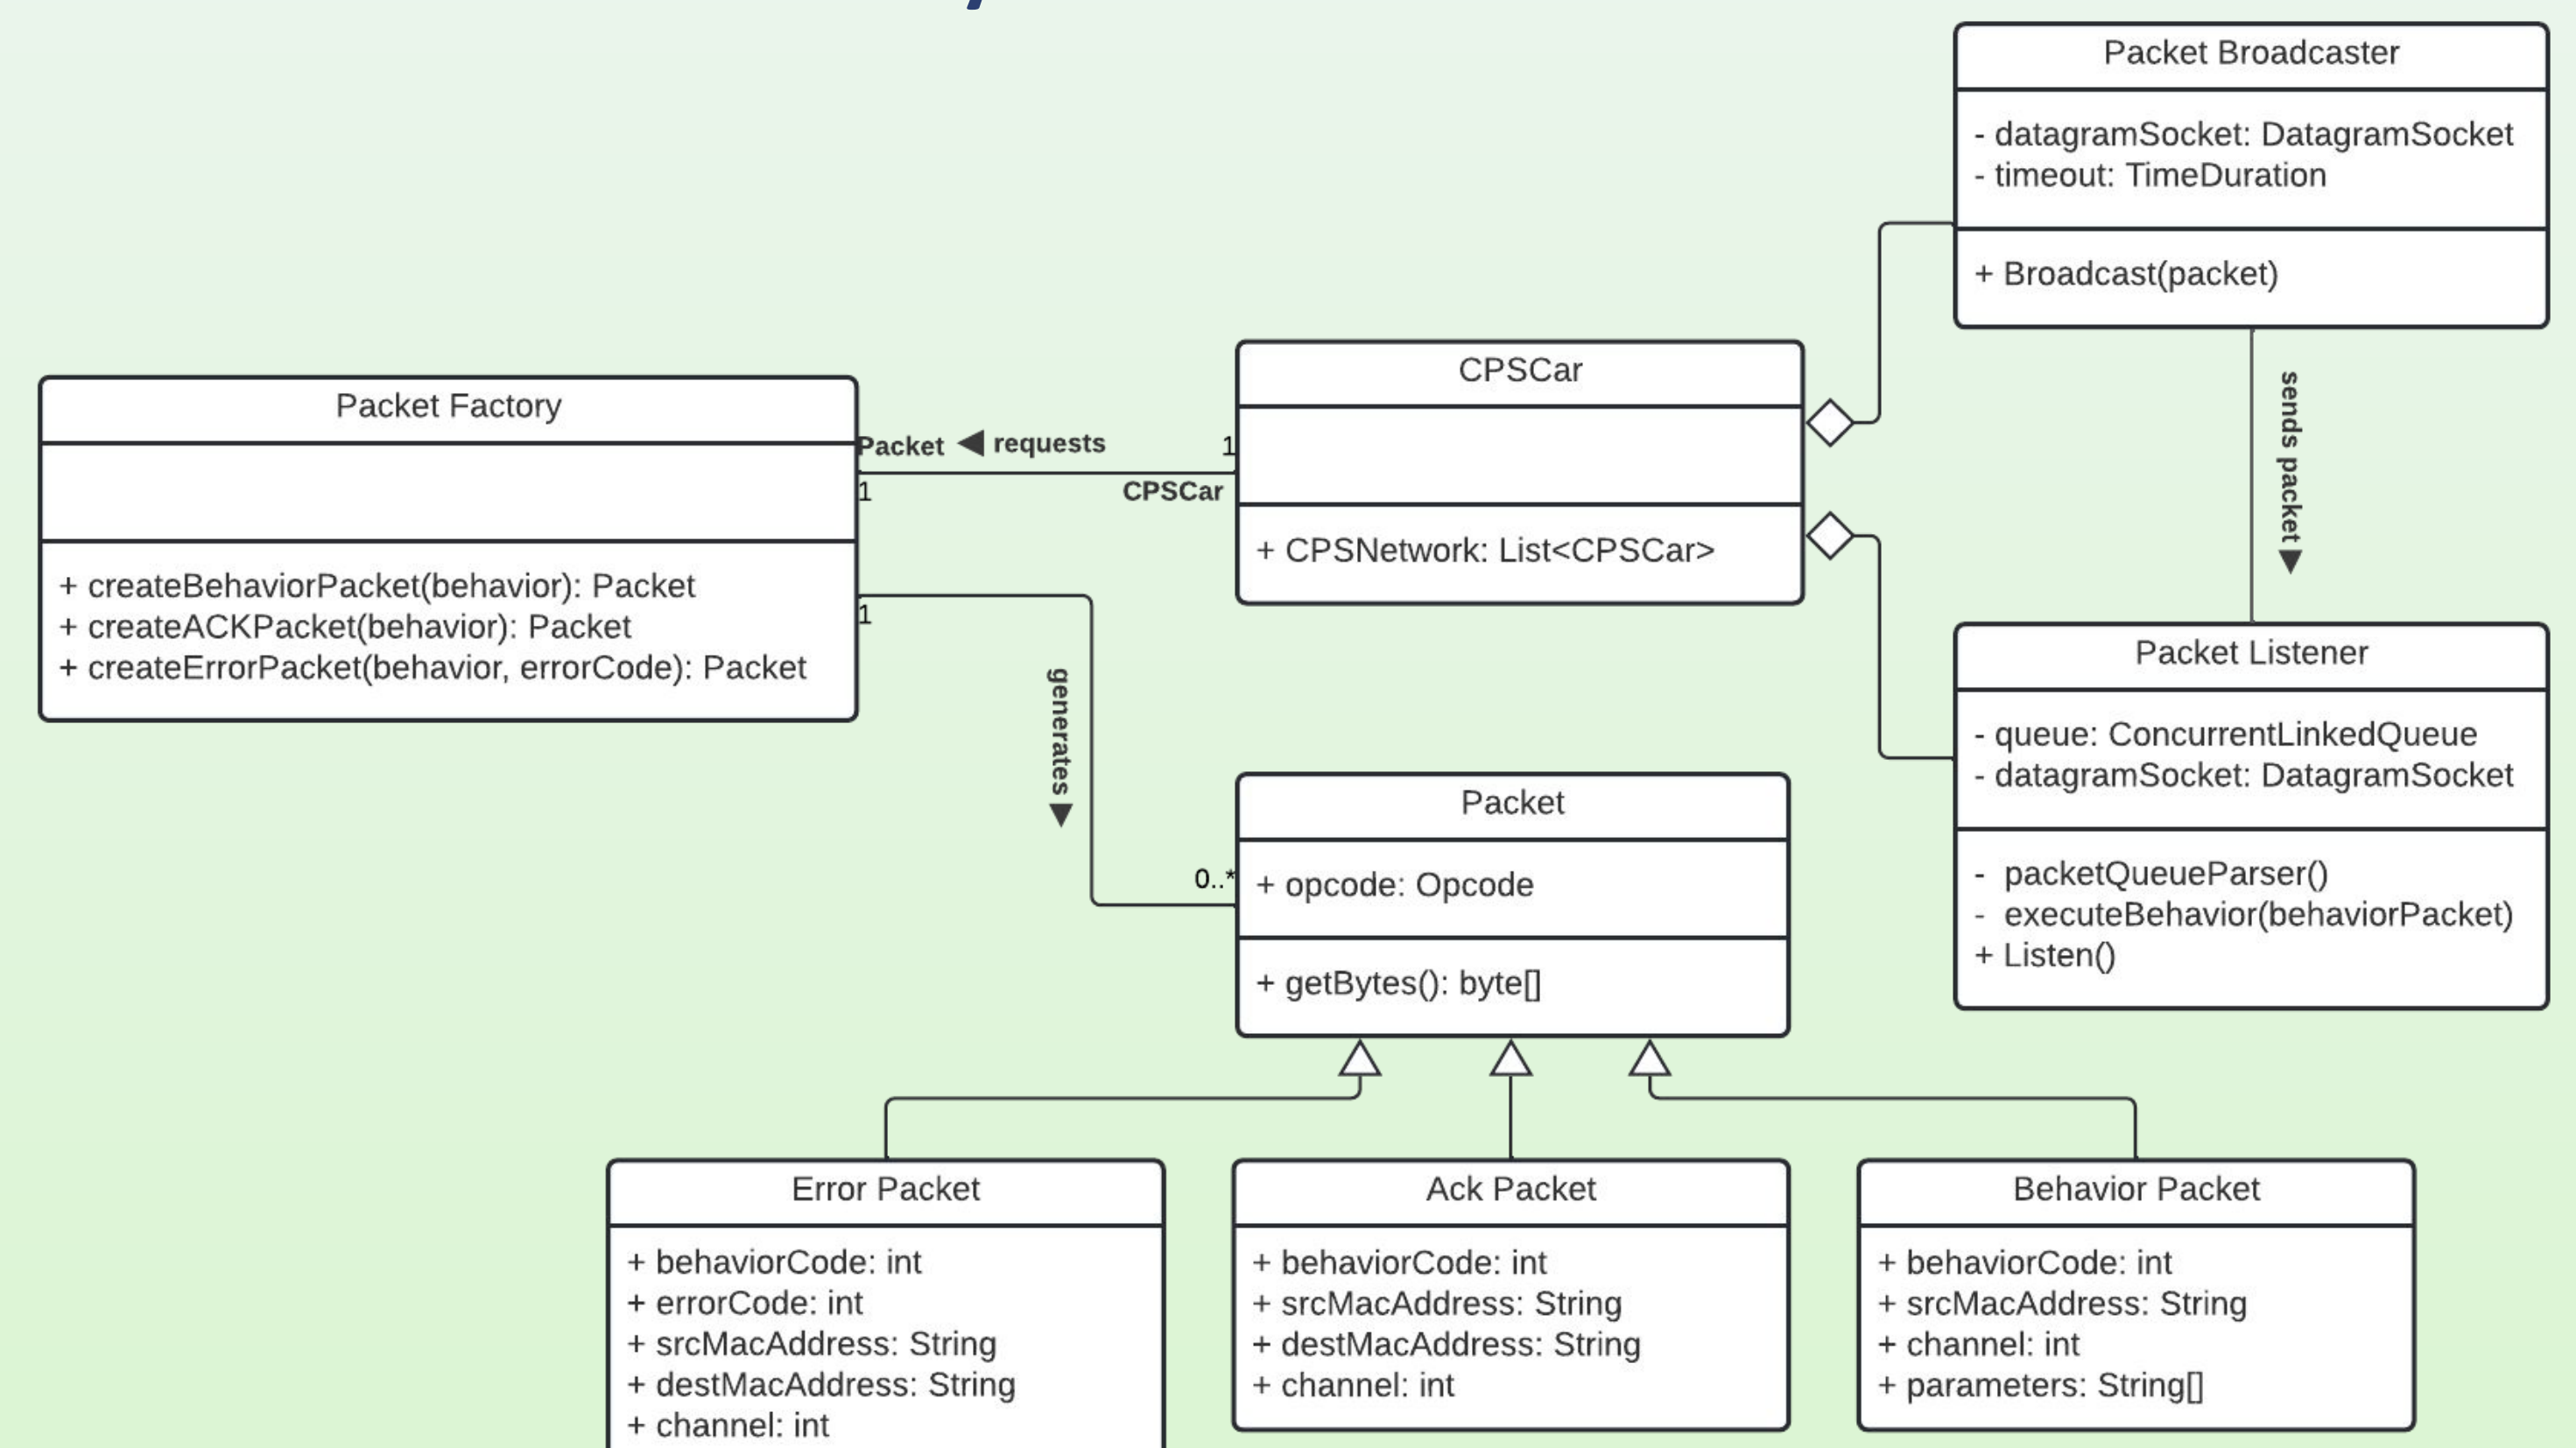 Packet Broadcaster
- datagramSocket: DatagramSocket
- timeout: TimeDuration
+ Broadcast(packet)
sends packet
CPSCar
+ CPSNetwork: List<CPSCar>
Packet Factory
+ createBehaviorPacket(behavior): Packet
+ createACKPacket(behavior): Packet
+ createErrorPacket(behavior, errorCode): Packet
Packet ◀ requests 1
1 CPSCar
1
generates
0..*
Packet Listener
- queue: ConcurrentLinkedQueue
- datagramSocket: DatagramSocket
- packetQueueParser()
- executeBehavior(behaviorPacket)
+ Listen()
Packet
+ opcode: Opcode
+ getBytes(): byte[]
Error Packet
+ behaviorCode: int
+ errorCode: int
+ srcMacAddress: String
+ destMacAddress: String
+ channel: int
Ack Packet
+ behaviorCode: int
+ srcMacAddress: String
+ destMacAddress: String
+ channel: int
Behavior Packet
+ behaviorCode: int
+ srcMacAddress: String
+ channel: int
+ parameters: String[]